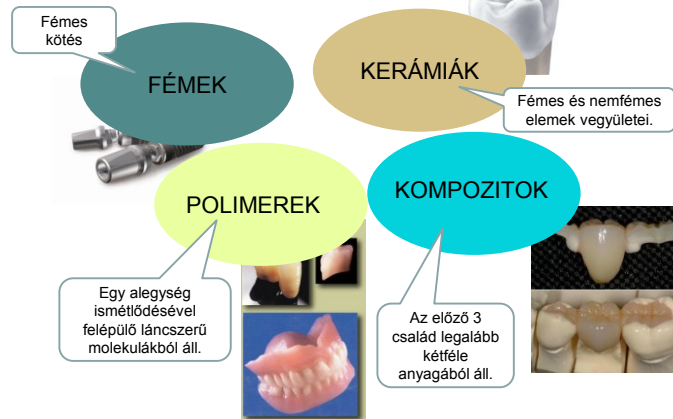 Fémes
kötés
FÉMEK
KERÁMIÁK
Fémes és nemfémes
elemek vegyületei.
POLIMEREK
KOMPOZITOK
Egy alegység
ismétlődésével
felépülő láncszerű
molekulákból áll.
Az előző 3
család legalább
kétféle
anyagából áll.